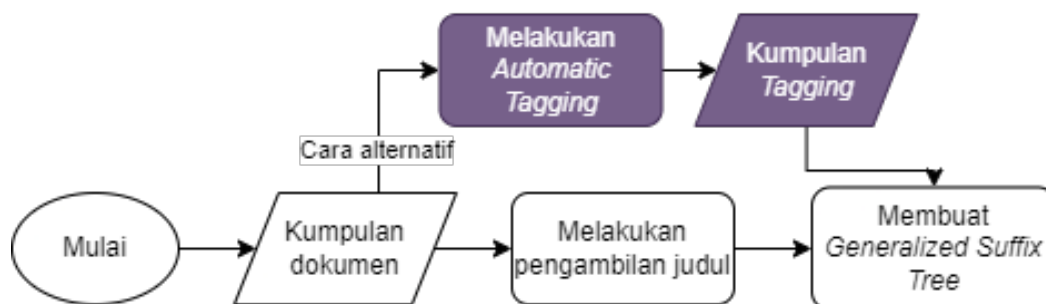 Melakukan
Automatic
Tagging
Kumpulan
Tagging
Cara alternatif
Mulai
Kumpulan
dokumen
Melakukan
pengambilan judul
Membuat
Generalized Suffix
Tree